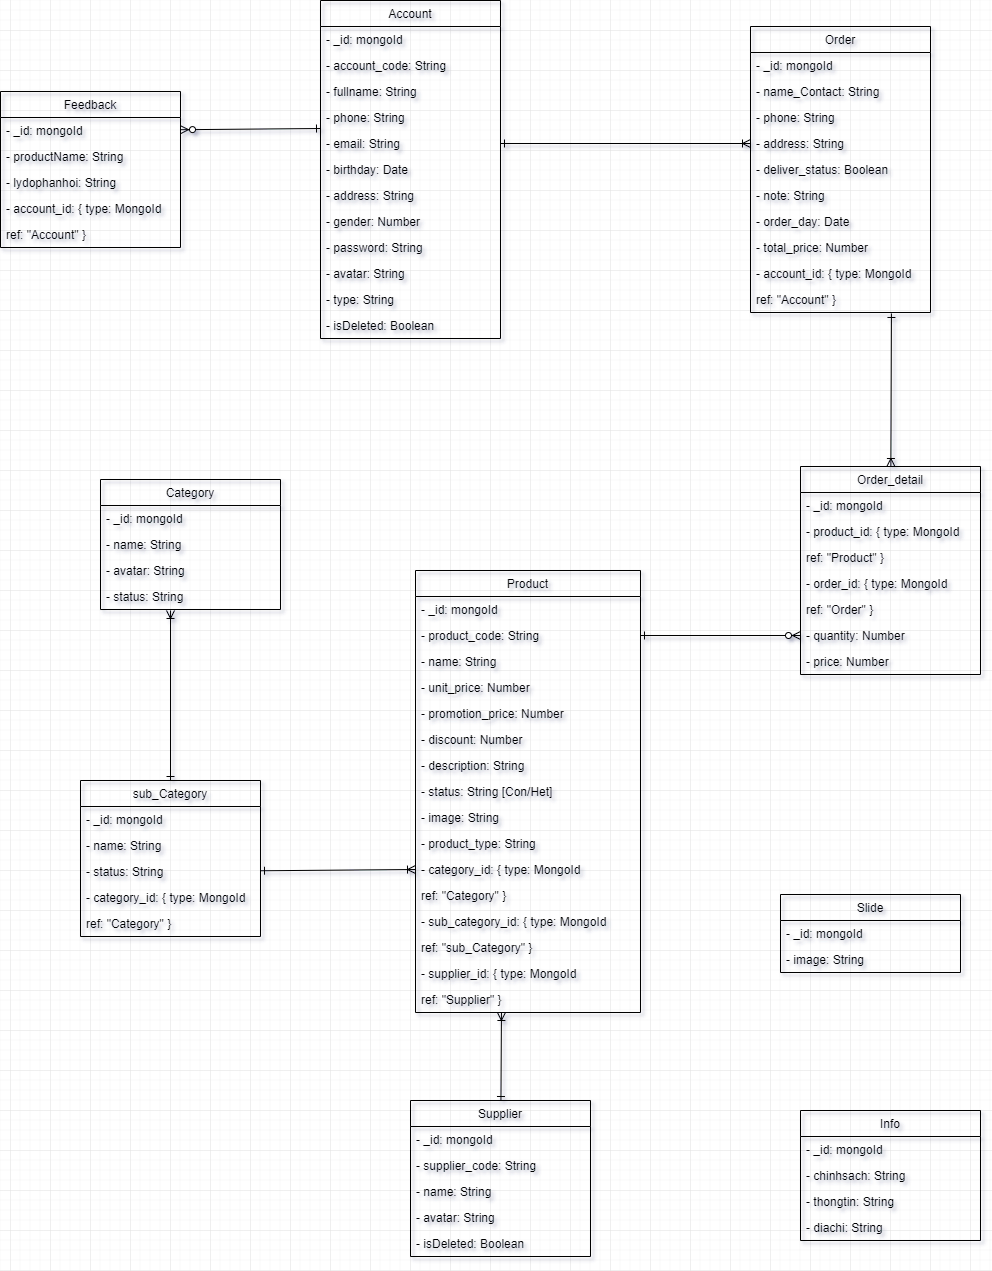 Account
- _id: mongoId
- account_code: String
- fullname: String
- phone: String
- email: String
- birthday: Date
- address: String
- gender: Number
- password: String
- avatar: String
- type: String
- isDeleted: Boolean
Order
- _id: mongoId
- name_Contact: String
- phone: String
- address: String
- deliver_status: Boolean
- note: String
- order_day: Date
- total_price: Number
- account_id: { type: MongoId
ref: "Account" }
Feedback
- _id: mongoId
- productName: String
- lydophanhoi: String
- account_id: { type: MongoId
ref: "Account" }
Category
- _id: mongoId
- name: String
- avatar: String
- status: String
Order_detail
- _id: mongoId
- product_id: { type: MongoId
ref: "Product" }
- order_id: { type: MongoId
ref: "Order" }
- quantity: Number
- price: Number
Product
- _id: mongoId
- product_code: String
- name: String
- unit_price: Number
- promotion_price: Number
- discount: Number
- description: String
- status: String [Con/Het]
- image: String
- product_type: String
- category_id: { type: MongoId
ref: "Category" }
- sub_category_id: { type: MongoId
ref: "sub_Category" }
- supplier_id: { type: MongoId
ref: "Supplier" }
sub_Category
- _id: mongoId
- name: String
- status: String
- category_id: { type: MongoId
ref: "Category" }
Slide
- _id: mongoId
- image: String
Supplier
- _id: mongoId
- supplier_code: String
- name: String
- avatar: String
- isDeleted: Boolean
Info
- _id: mongoId
- chinhsach: String
- thongtin: String
- diachi: String